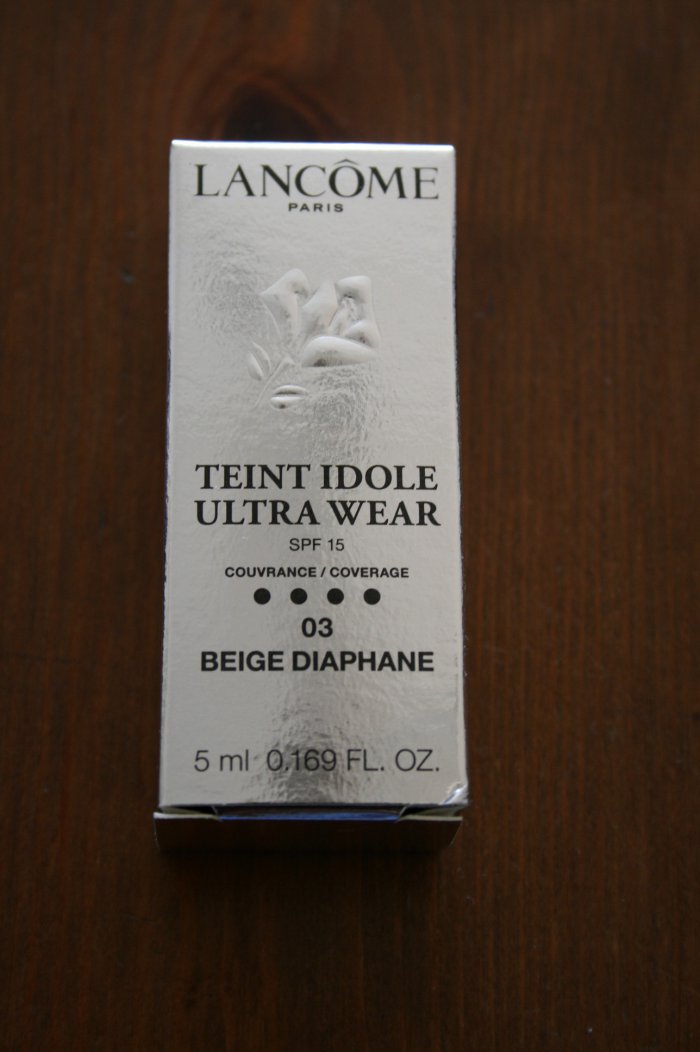 LANCÔME
PARIS
TEINT IDOLE
ULTRA WEAR
SPF 15
COUVRANCE / COVERAGE
03
BEIGE DIAPHANE
5 ml 0.169 FL. OZ.